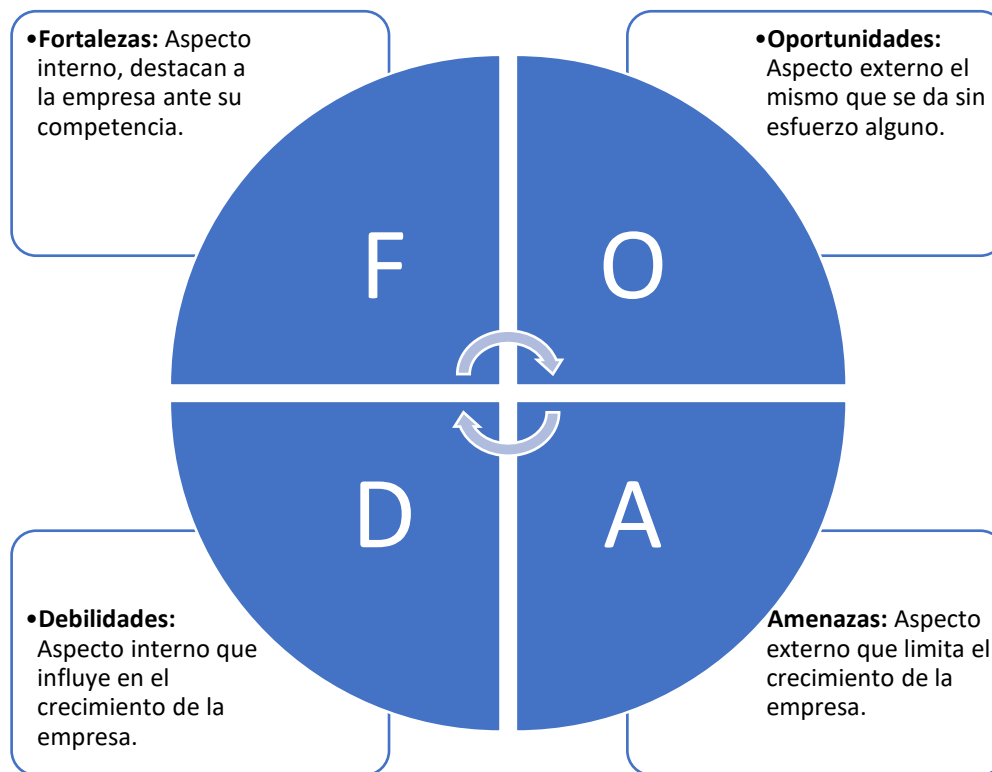 •Fortalezas: Aspecto
interno, destacan a
la empresa ante su
competencia.
•Oportunidades:
Aspecto externo el
mismo que se da sin
esfuerzo alguno.
F
O
D
A
•Debilidades:
Aspecto interno que
influye en el
crecimiento de la
empresa.
Amenazas: Aspecto
externo que limita el
crecimiento de la
empresa.